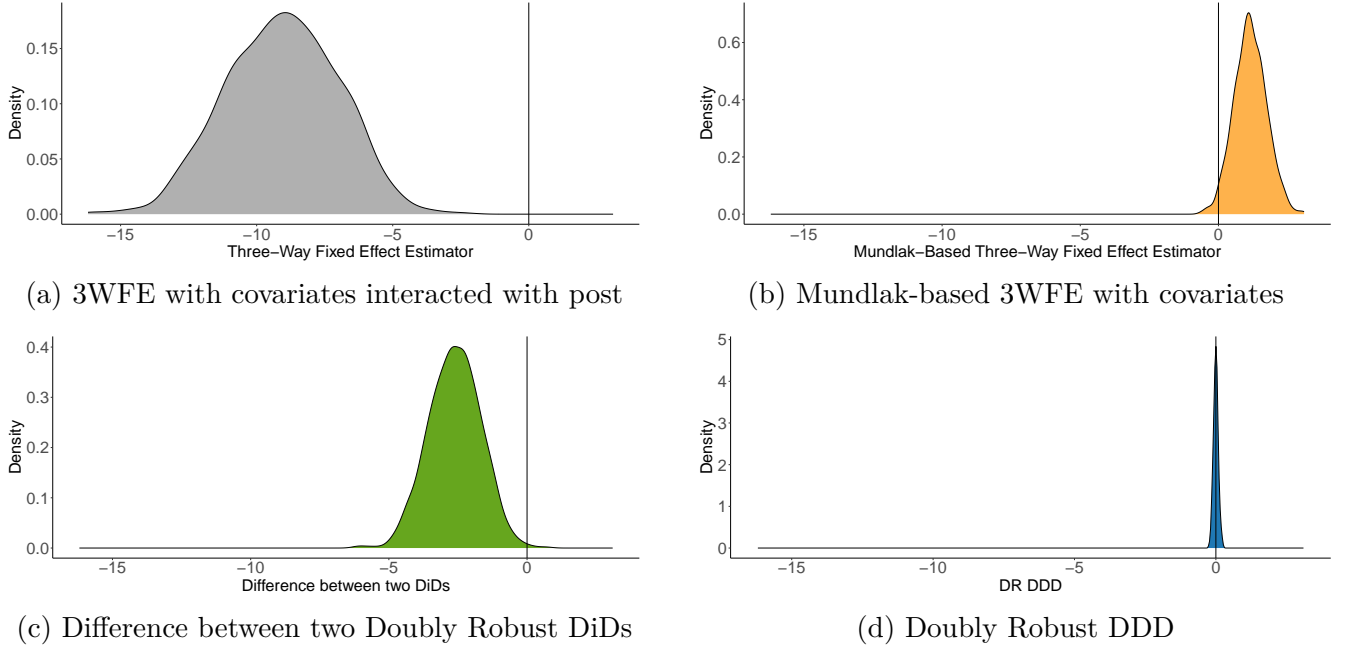 Density
0.15
0.10
0.05
0.00
−15
−10
−5
0
Three−Way Fixed Effect Estimator
(a) 3WFE with covariates interacted with post
Density
0.6
0.4
0.2
0.0
−15
−10
−5
0
Mundlak−Based Three−Way Fixed Effect Estimator
(b) Mundlak-based 3WFE with covariates
Density
0.4
0.3
0.2
0.1
0.0
−15
−10
−5
0
Difference between two DiDs
(c) Difference between two Doubly Robust DiDs
Density
5
4
3
2
1
0
−15
−10
−5
0
DR DDD
(d) Doubly Robust DDD